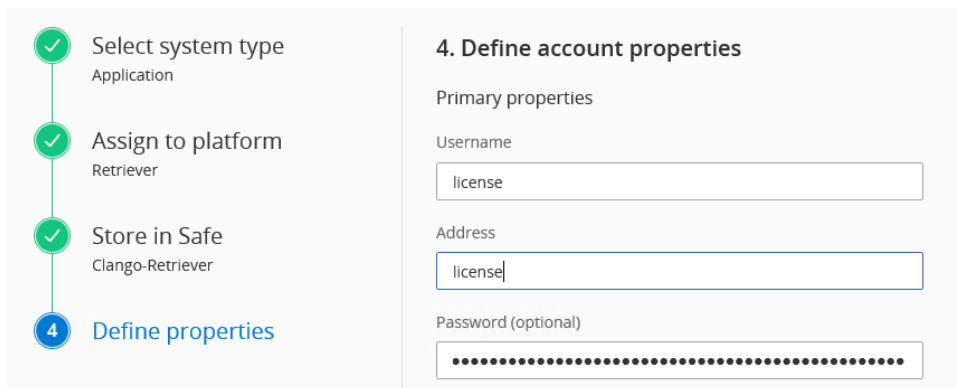 Select system type
Application
Assign to platform
Retriever
Store in Safe
Clango-Retriever
4
Define properties
4. Define account properties
Primary properties
Username
license
Address
license
Password (optional)
••••••••••••••••••••••••••••••••••••••••••••••••